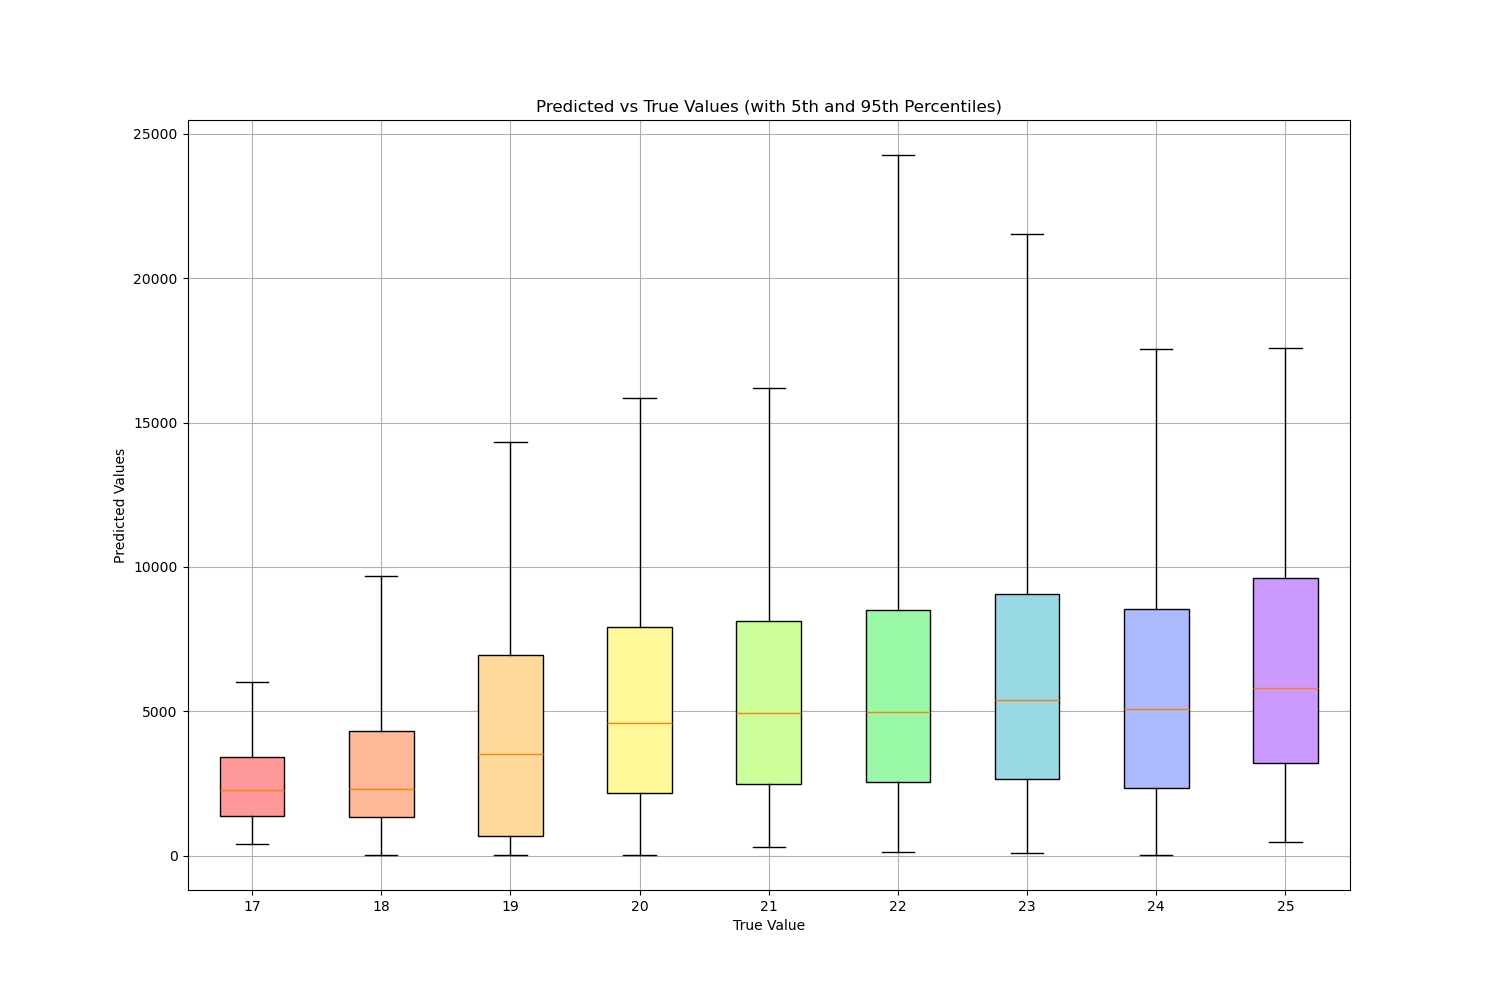 Predicted vs True Values (with 5th and 95th Percentiles)
25000
20000
15000
10000
5000
0
Predicted Values
17 18 19 20 21 22 23 24 25
True Value